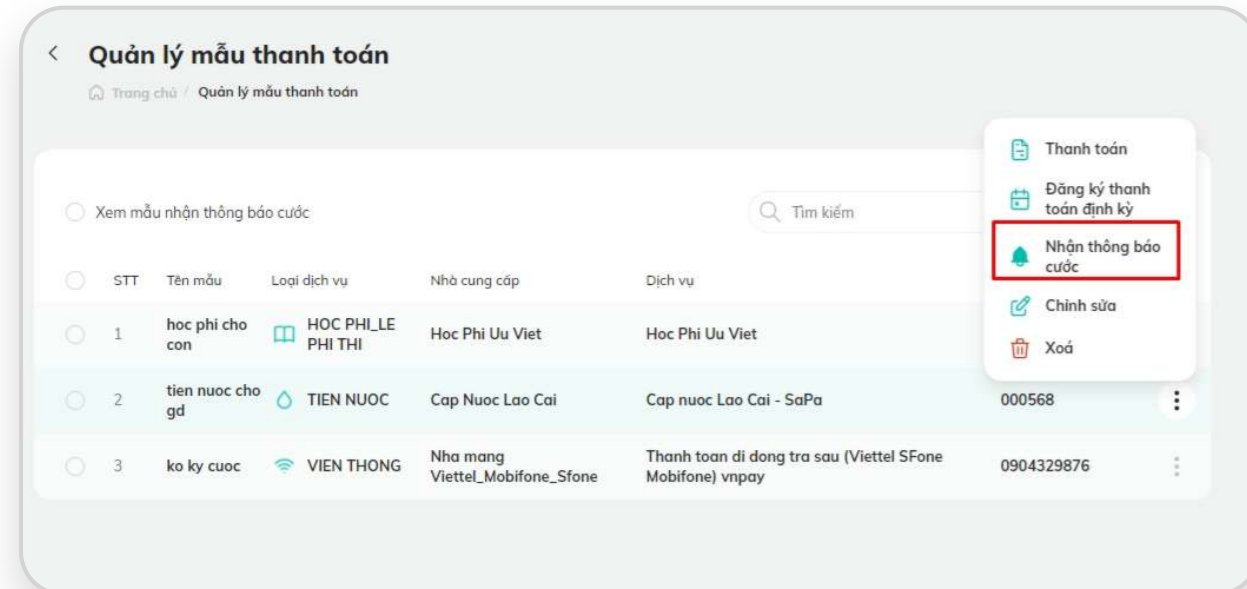 Quản lý mẫu thanh toán
Trang chủ / Quản lý mẫu thanh toán
Thanh toán
Đăng ký thanh
toán định kỳ
Nhận thông báo
cước
Chỉnh sửa
Xoá
Xem mẫu nhận thông báo cước
Tìm kiếm
STT Tên mẫu Loại dịch vụ Nhà cung cấp Dịch vụ
1 hoc phi cho con HOC PHI_LE PHI THI Hoc Phi Uu Viet Hoc Phi Uu Viet
2 tien nuoc cho gd TIEN NUOC Cap Nuoc Lao Cai Cap nuoc Lao Cai - SaPa 000568
3 ko ky cuoc VIEN THONG Nha mang Viettel_Mobifone_Sfone Thanh toan di dong tra sau (Viettel SFone Mobifone) vnpay 0904329876